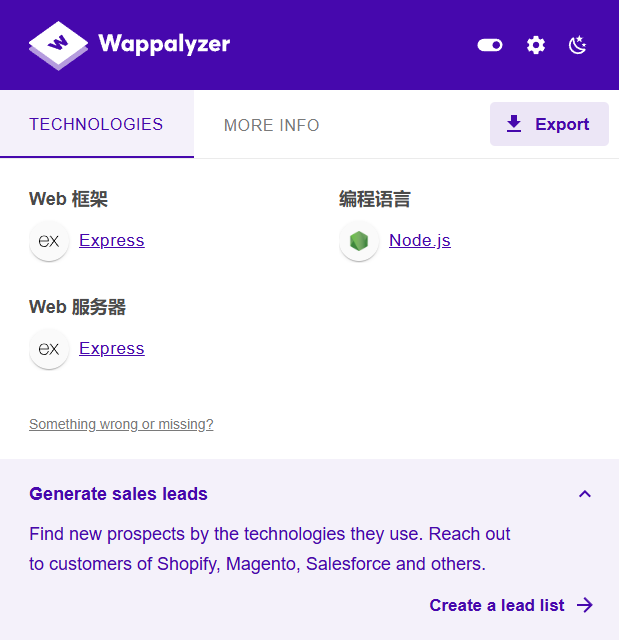 Wappalyzer
TECHNOLOGIES
MORE INFO
Export
Web 框架
ex
Express
编程语言
Node.js
Web 服务器
ex
Express
Something wrong or missing?
Generate sales leads
Find new prospects by the technologies they use. Reach out
to customers of Shopify, Magento, Salesforce and others.
Create a lead list